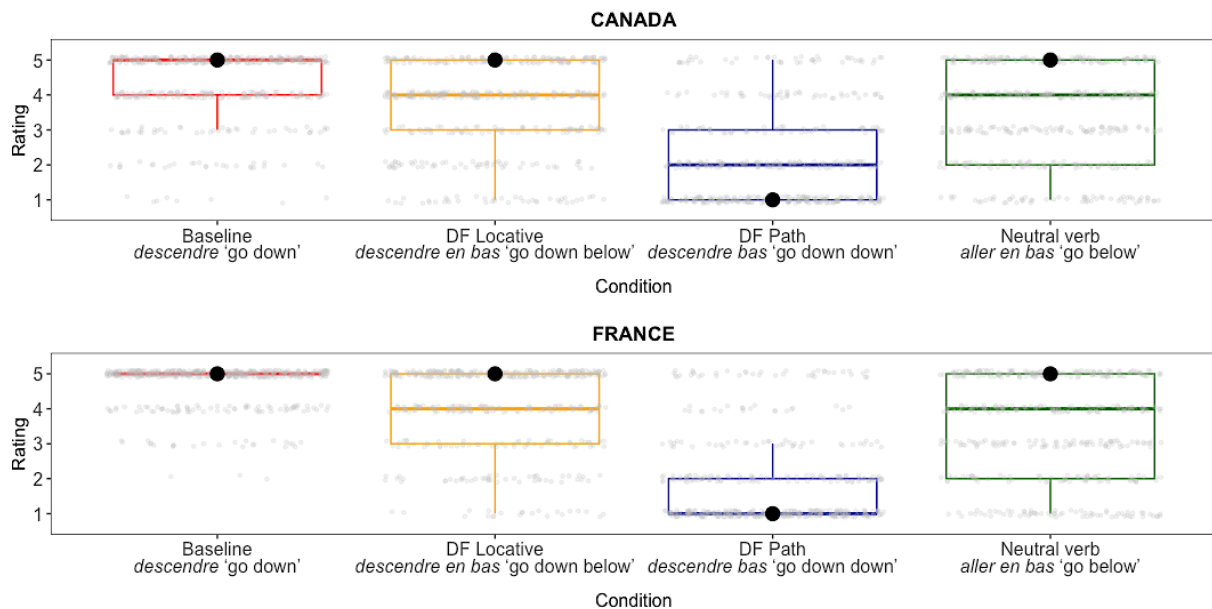 CANADA
Rating
5
4
3
2
1
Baseline DF Locative DF Path Neutral verb
descendre ‘go down’ descendre en bas ‘go down below’ descendre bas ‘go down down’ aller en bas ‘go below’
Condition
FRANCE
Rating
5
4
3
2
1
Baseline DF Locative DF Path Neutral verb
descendre ‘go down’ descendre en bas ‘go down below’ descendre bas ‘go down down’ aller en bas ‘go below’
Condition